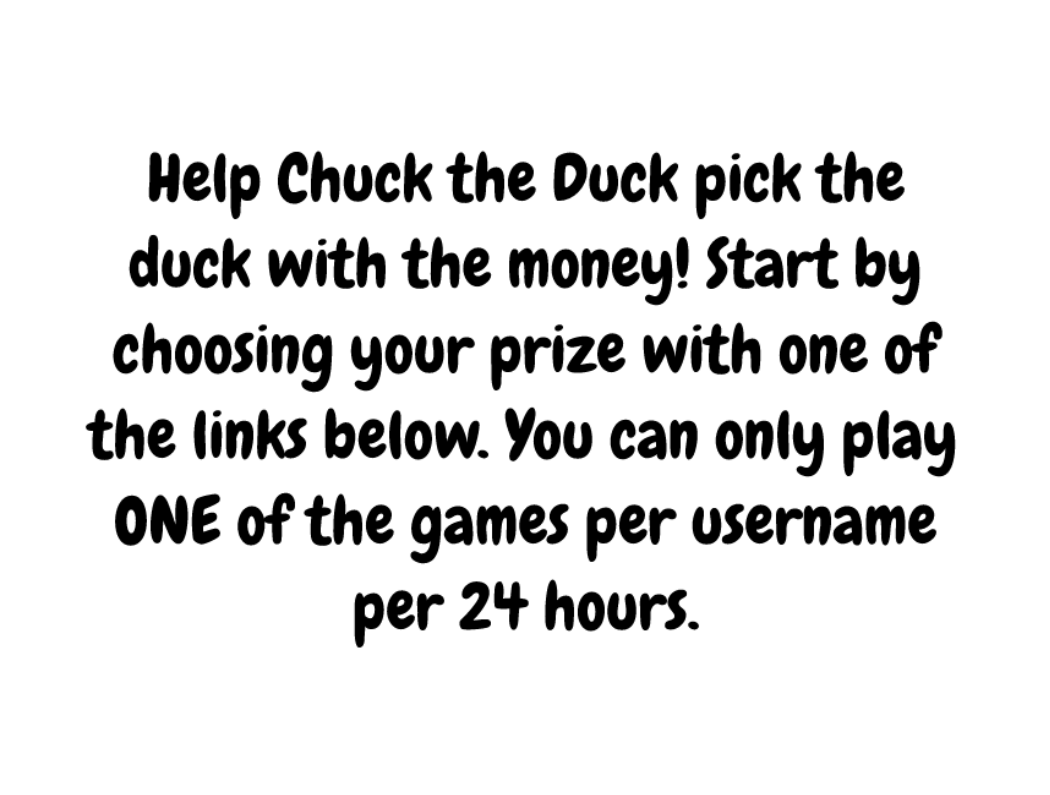 Help Chuck the Duck pick the
duck with the money! Start by
choosing your prize with one of
the links below. You can only play
ONE of the games per username
per 24 hours.